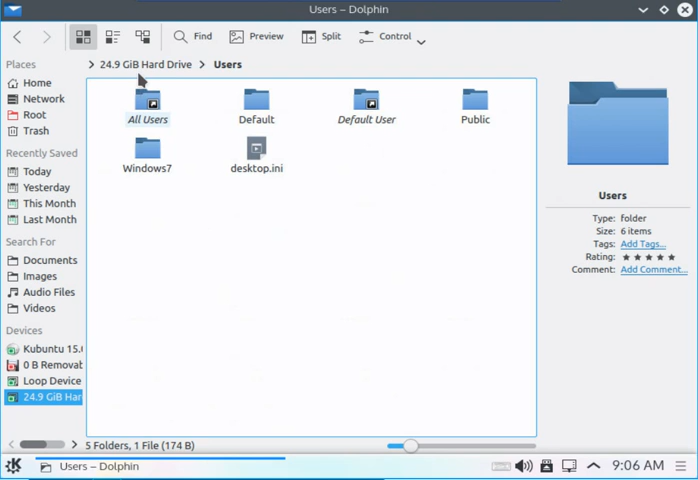 Users – Dolphin
Find
Preview
Split
Control
Places
24.9 GiB Hard Drive
Users
Home
Network
Root
Trash
Recently Saved
Today
Yesterday
This Month
Last Month
Search For
Documents
Images
Audio Files
Videos
Devices
Kubuntu 15.0
0 B Removab
Loop Device
24.9 GiB Har
All Users
Default
Default User
Public
Windows7
desktop.ini
Users
Type: folder
Size: 6 items
Tags: Add Tags...
Rating: ★ ★ ★ ★ ★
Comment: Add Comment...
5 Folders, 1 File (174 B)
Users – Dolphin
9:06 AM